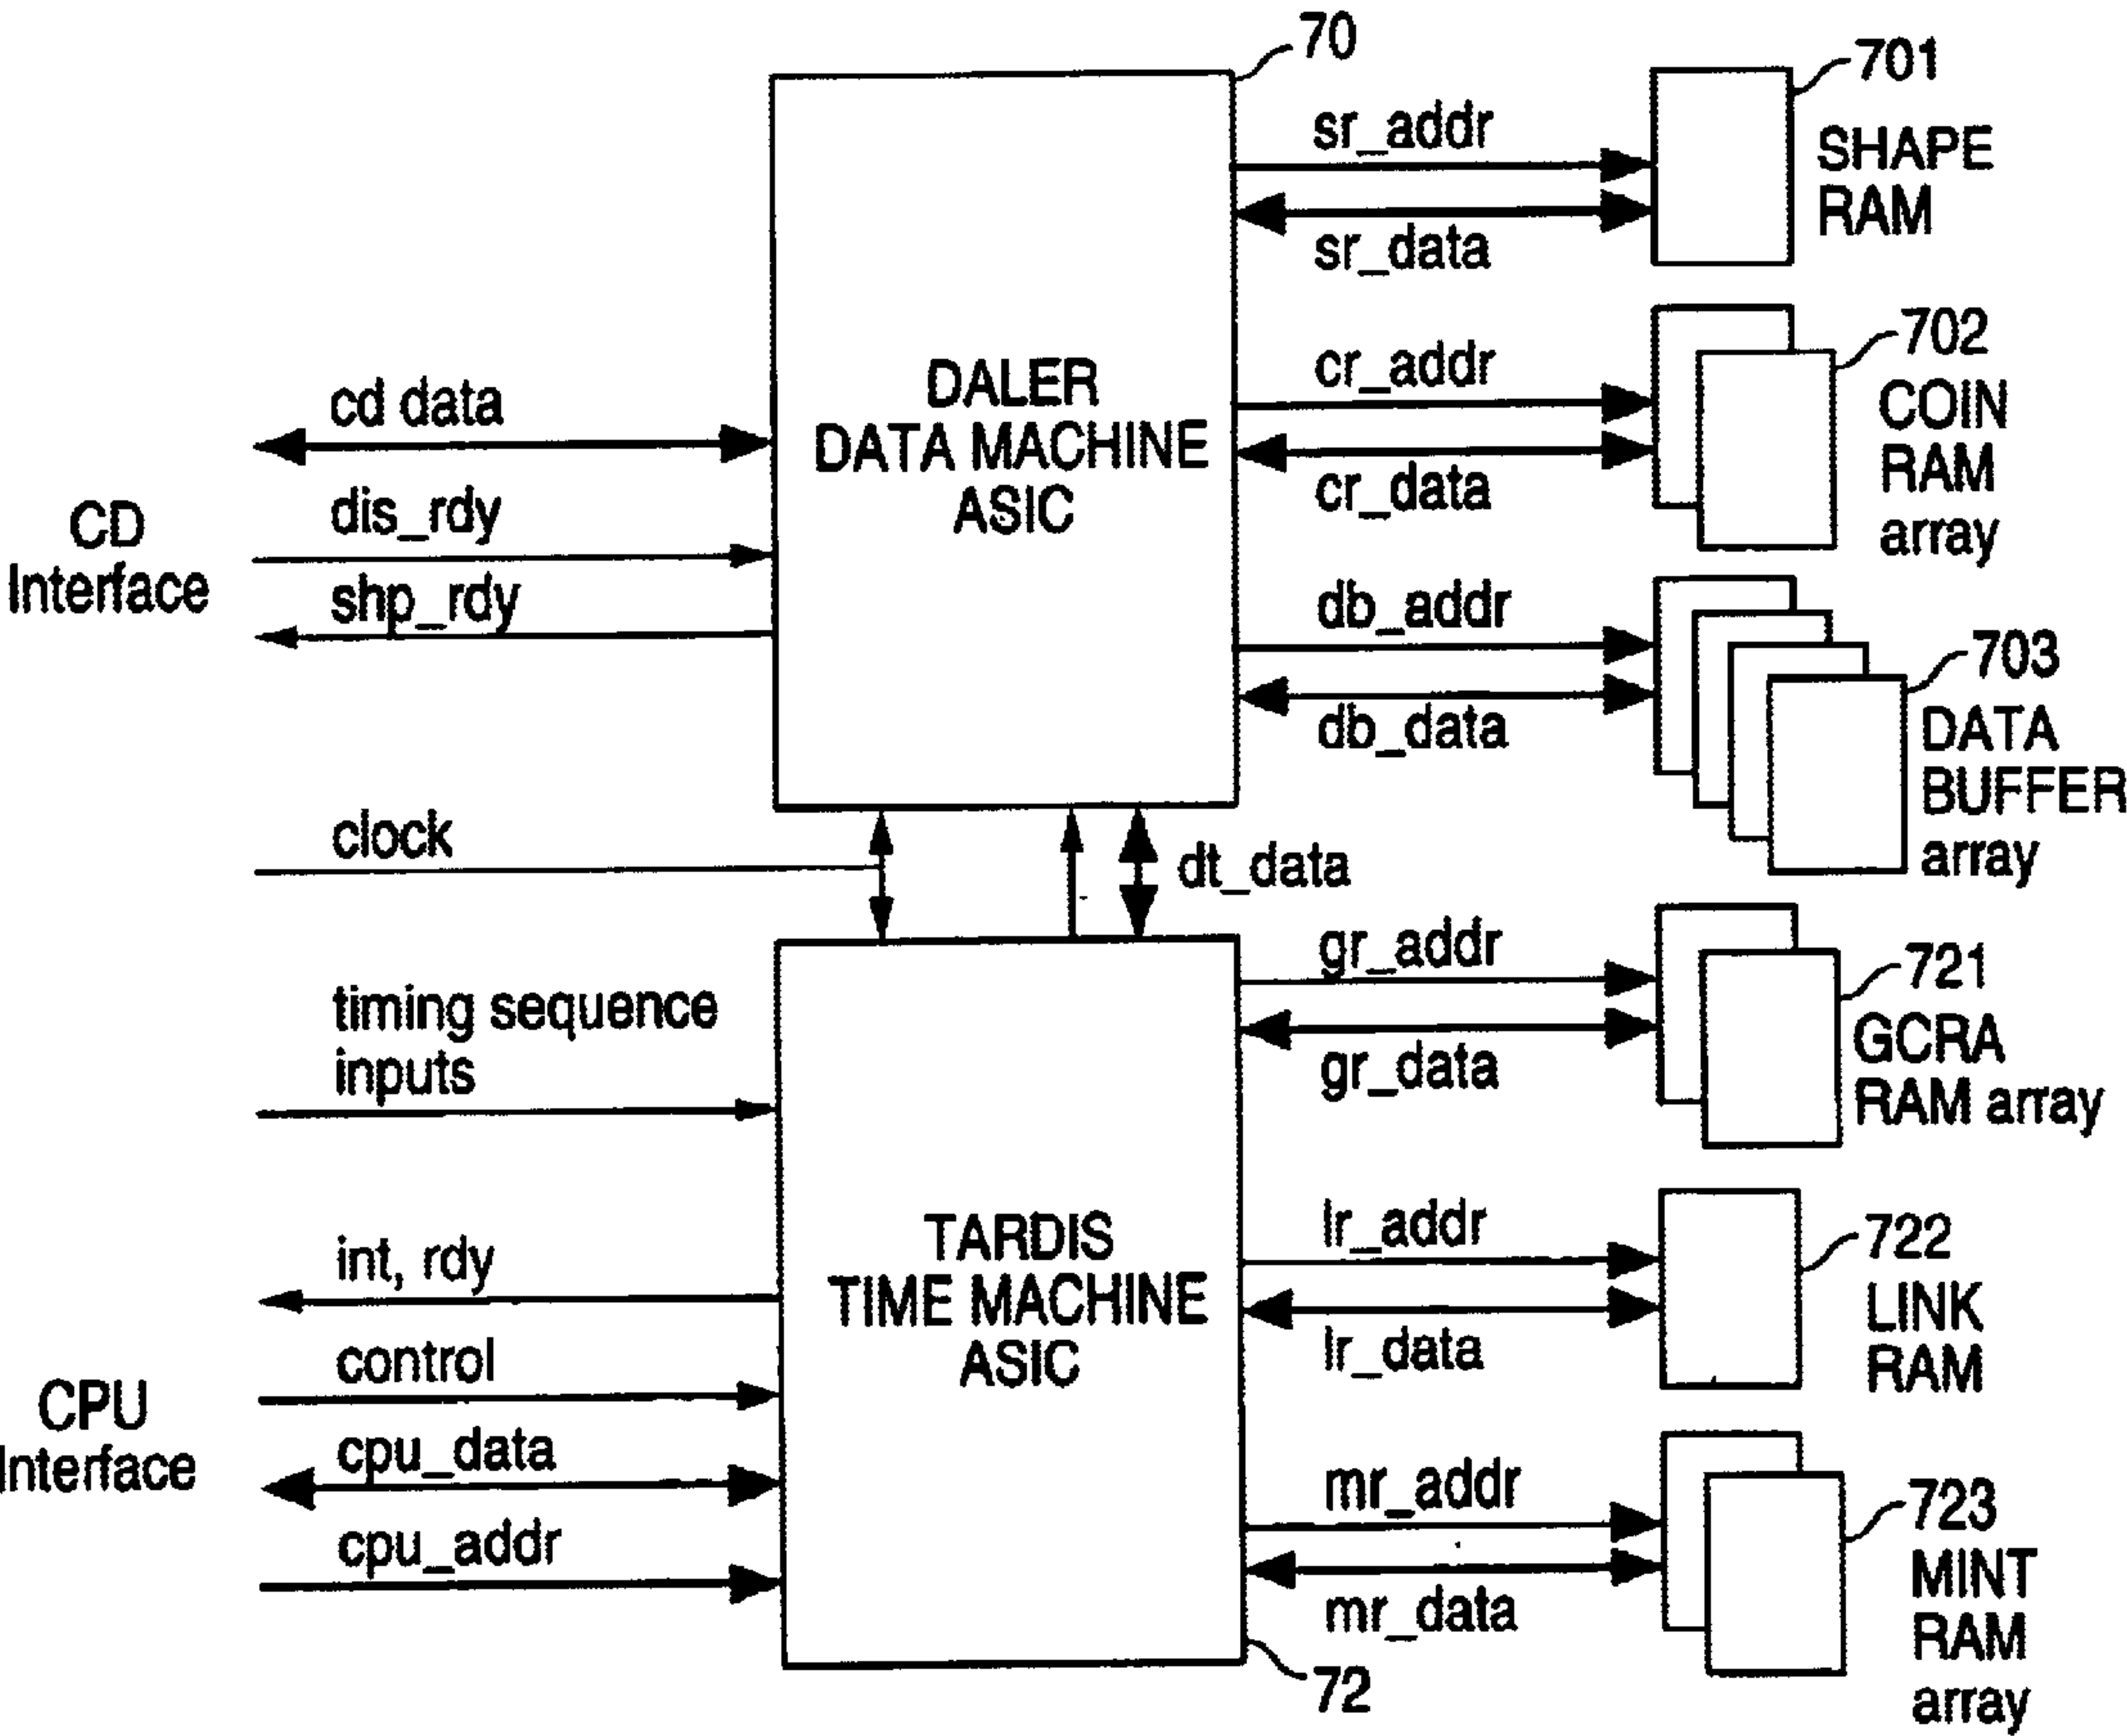 70
701
sr_addr
SHAPE
RAM
sr_data
702
cr_addr
COIN
RAM
array
cr_data
DALER
DATA MACHINE
ASIC
cd data
dis_rdy
CD
Interface
shp_rdy
db_addr
703
DATA
BUFFER
array
db_data
clock
dt_data
gr_addr
721
GCRA
RAM array
gr_data
timing sequence
inputs
lr_addr
722
LINK
RAM
lr_data
TARDIS
TIME MACHINE
ASIC
int, rdy
control
CPU
Interface
cpu_data
cpu_addr
mr_addr
723
MINT
RAM
array
mr_data
72